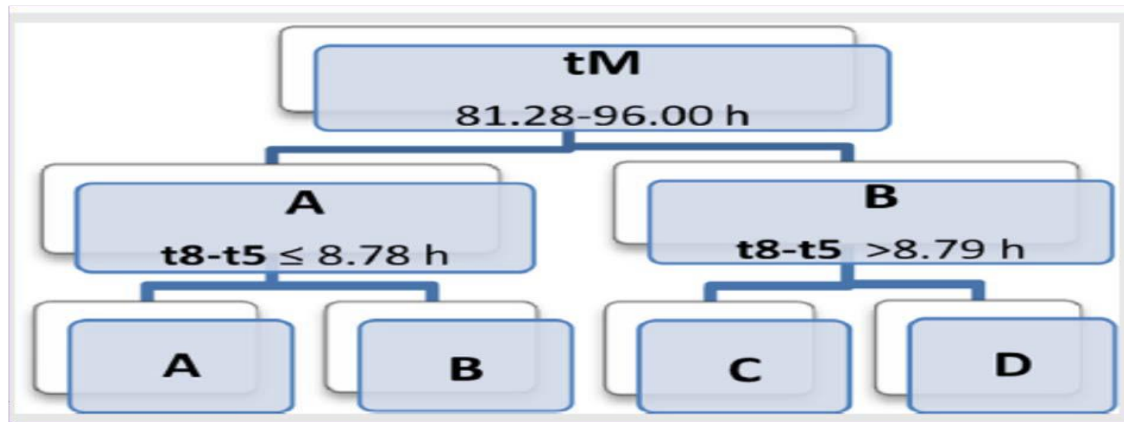 tM
81.28-96.00 h
A
t8-t5 ≤ 8.78 h
B
t8-t5 >8.79 h
A
B
C
D